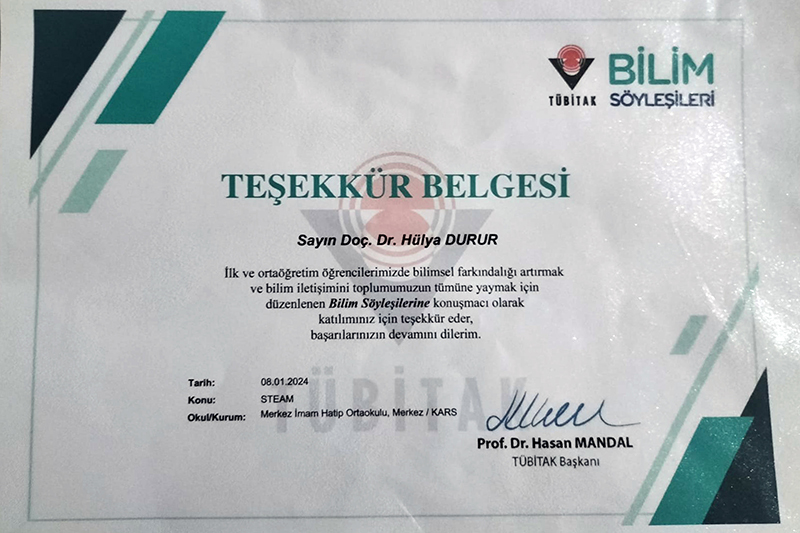 TÜBİTAK
BİLİM
SÖYLEŞİLERİ
TEŞEKKÜR BELGESİ
Sayın Doç. Dr. Hülya DURUR
İlk ve ortaöğretim öğrencilerimizde bilimsel farkındalığı artırmak
ve bilim iletişimini toplumumuzun tümüne yaymak için
düzenlenen Bilim Söyleşilerine konuşmacı olarak
katılımınız için teşekkür eder,
başarılarınızın devamını dilerim.
TÜBİTAK
Tarih: 08.01.2024
Konu: STEAM
Okul/Kurum: Merkez İmam Hatip Ortaokulu, Merkez / KARS
Prof. Dr. Hasan MANDAL
TÜBİTAK Başkanı